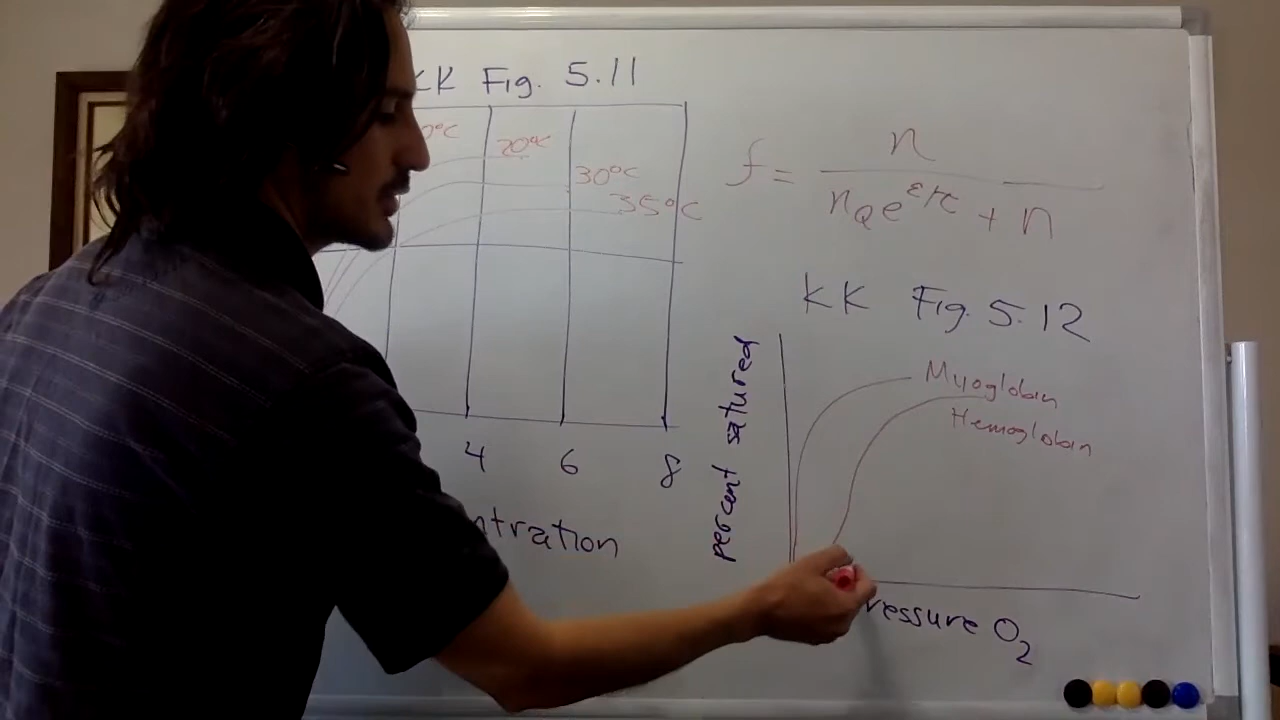 KK Fig. 5.11
0°C
20°C
30°C
35°C
4 6 8
ntration
f = n / n_Q e^{ε/τ} + n
KK Fig. 5.12
percent satured
Myoglobin
Hemoglobin
ressure O₂